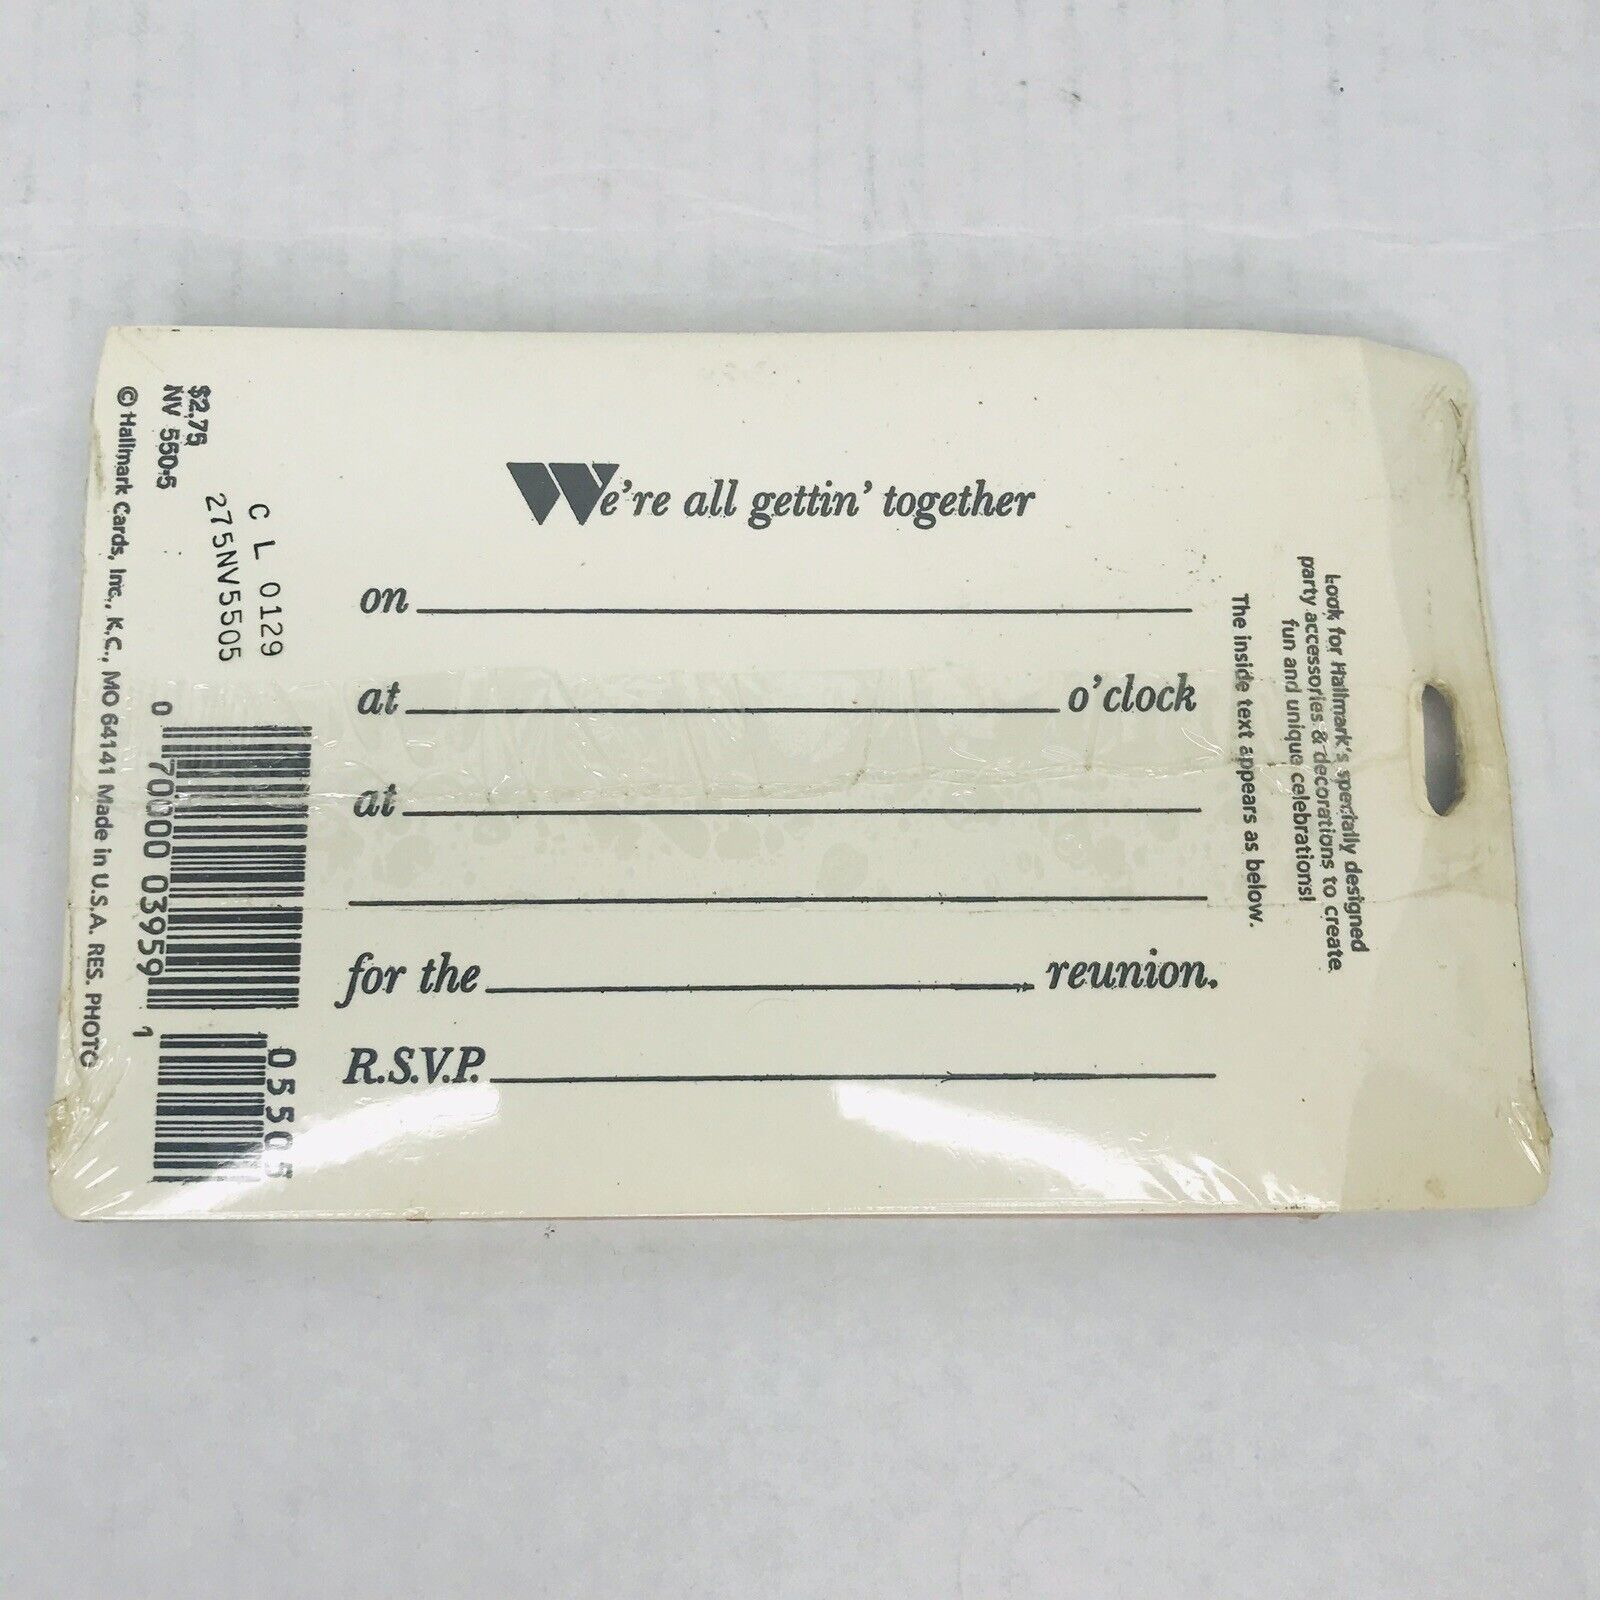 We're all gettin' together
on
at o'clock
at
for the reunion.
R.S.V.P.
Look for Hallmark's specially designed
party accessories & decorations to create
fun and unique celebrations!
The inside text appears as below.
C L 0129
275NV5505
$2.75
NV 550-5
© Hallmark Cards, Inc., K.C., MO 64141 Made in U.S.A. RES. PHOTO
0 70000 03959 1
05505